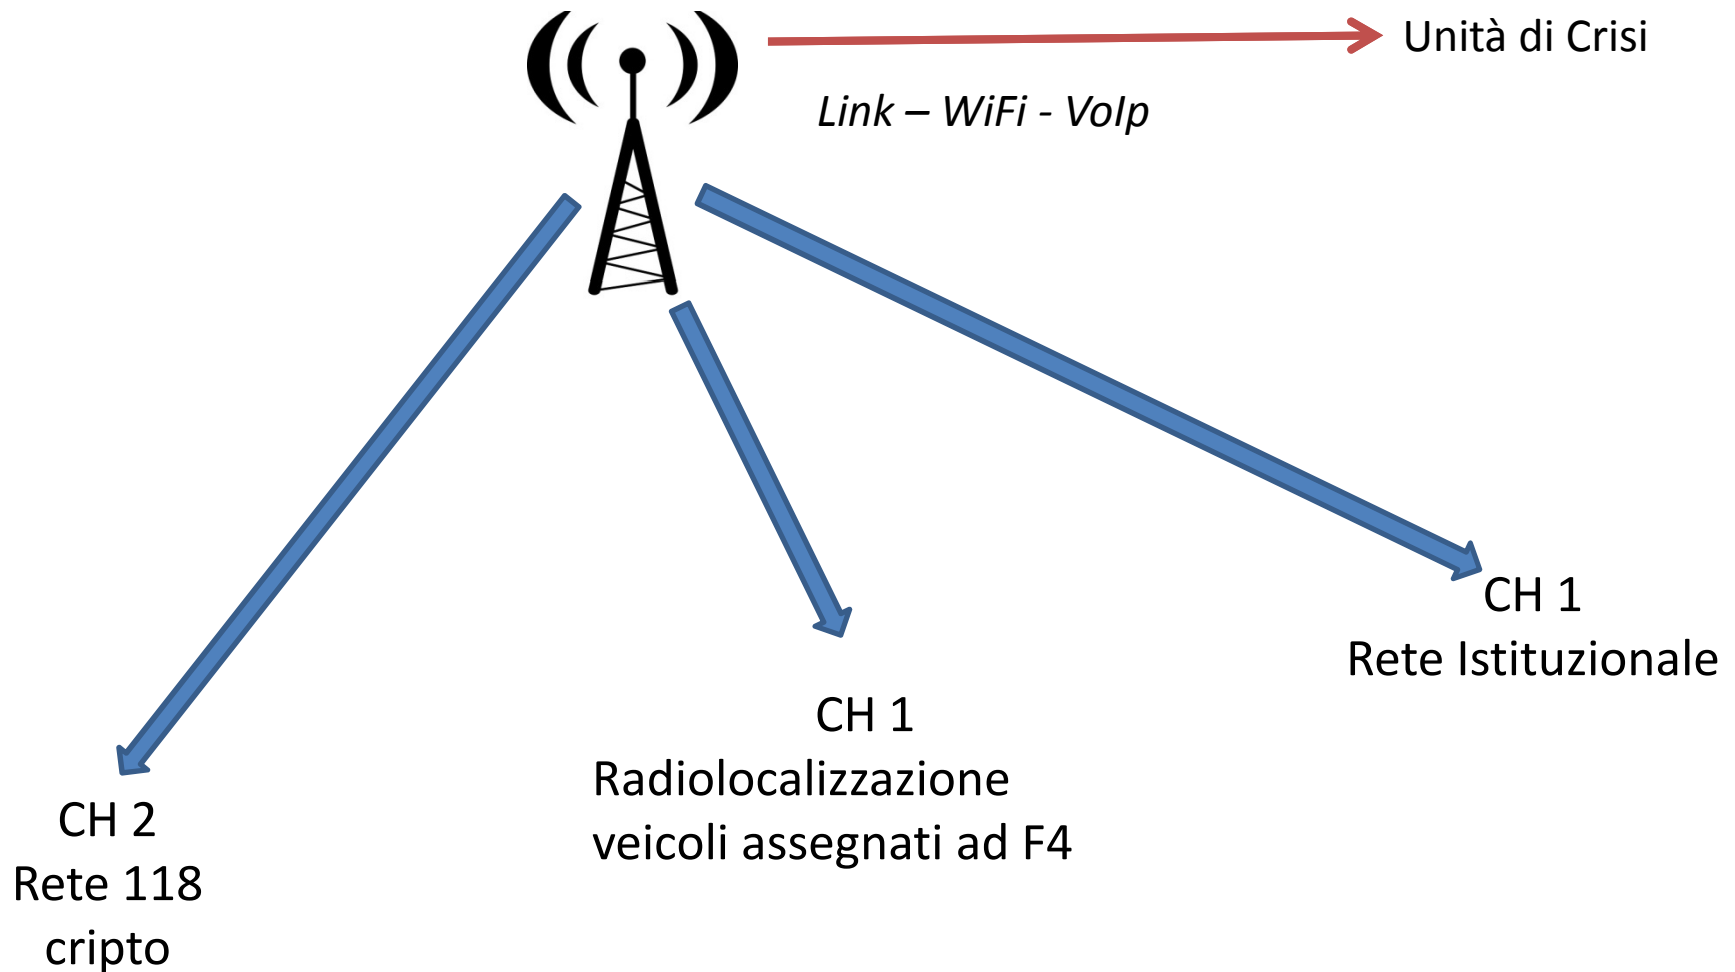 Unità di Crisi
Link – WiFi - VoIp
CH 1
Rete Istituzionale
CH 1
Radiolocalizzazione
veicoli assegnati ad F4
CH 2
Rete 118
cripto